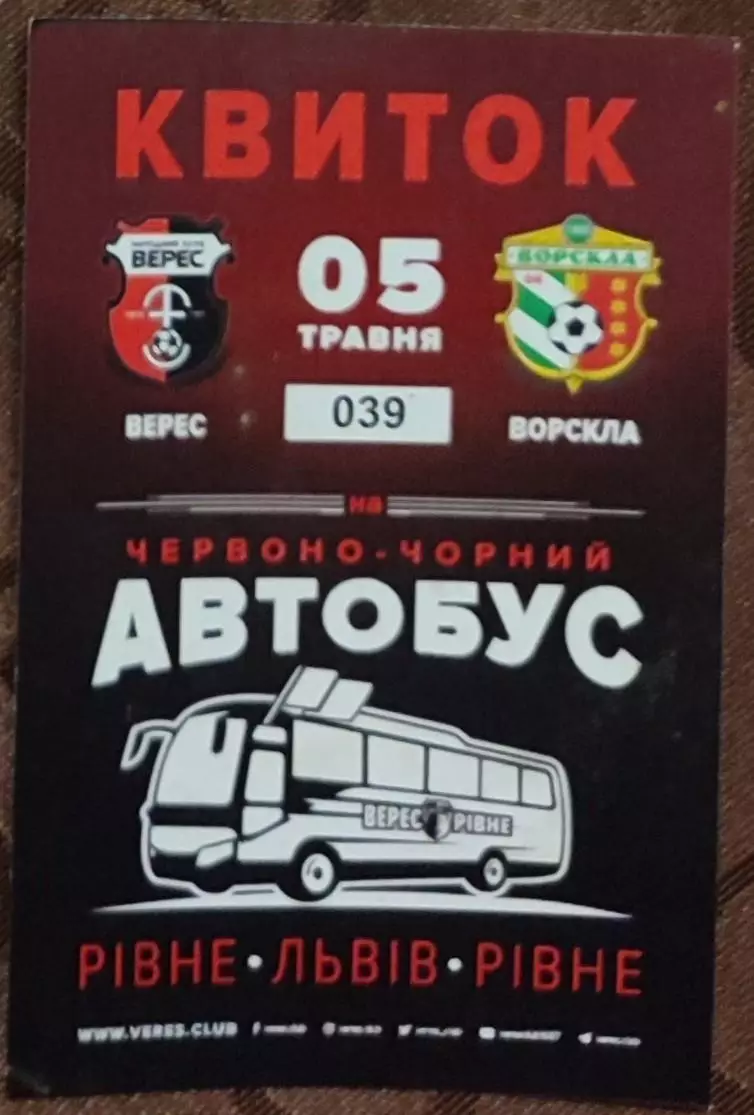 КВИТОК
ВЕРЕС
ВОРСКЛА
05
ТРАВНЯ
039
ВЕРЕС
ВОРСКЛА
на
ЧЕРВОНО-ЧОРНИЙ
АВТОБУС
ВЕРЕС РІВНЕ
РІВНЕ•ЛЬВІВ•РІВНЕ
WWW.VERES.CLUB